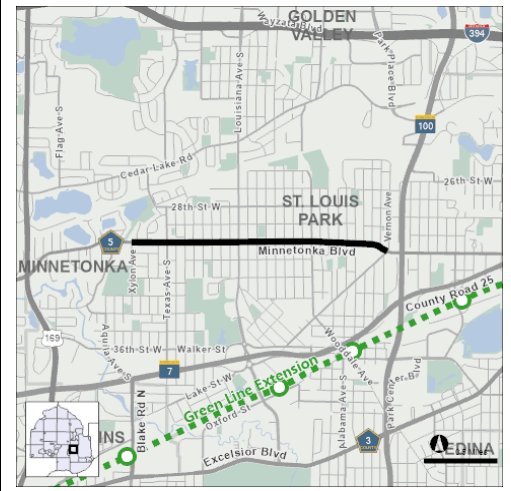 GOLDEN
VALLEY
Wayzata Blvd
394
Park Place Blvd
Louisiana Ave S
Flag Ave S
100
Cedar Lake Rd
26th St W
28th St W
ST. LOUIS
PARK
Vernon Ave
5
Minnetonka Blvd
MINNETONKA
Xylon Ave
Texas Ave S
County Road 25
169
Aquila Ave S
36th St W
Walker St
Wooddale Ave
7
Green Line Extension
Lake St W
Oxford St
Alabama Ave S
Park Center Blvd
Blake Rd N
INS
3
COUNTY
Excelsior Blvd
EDINA